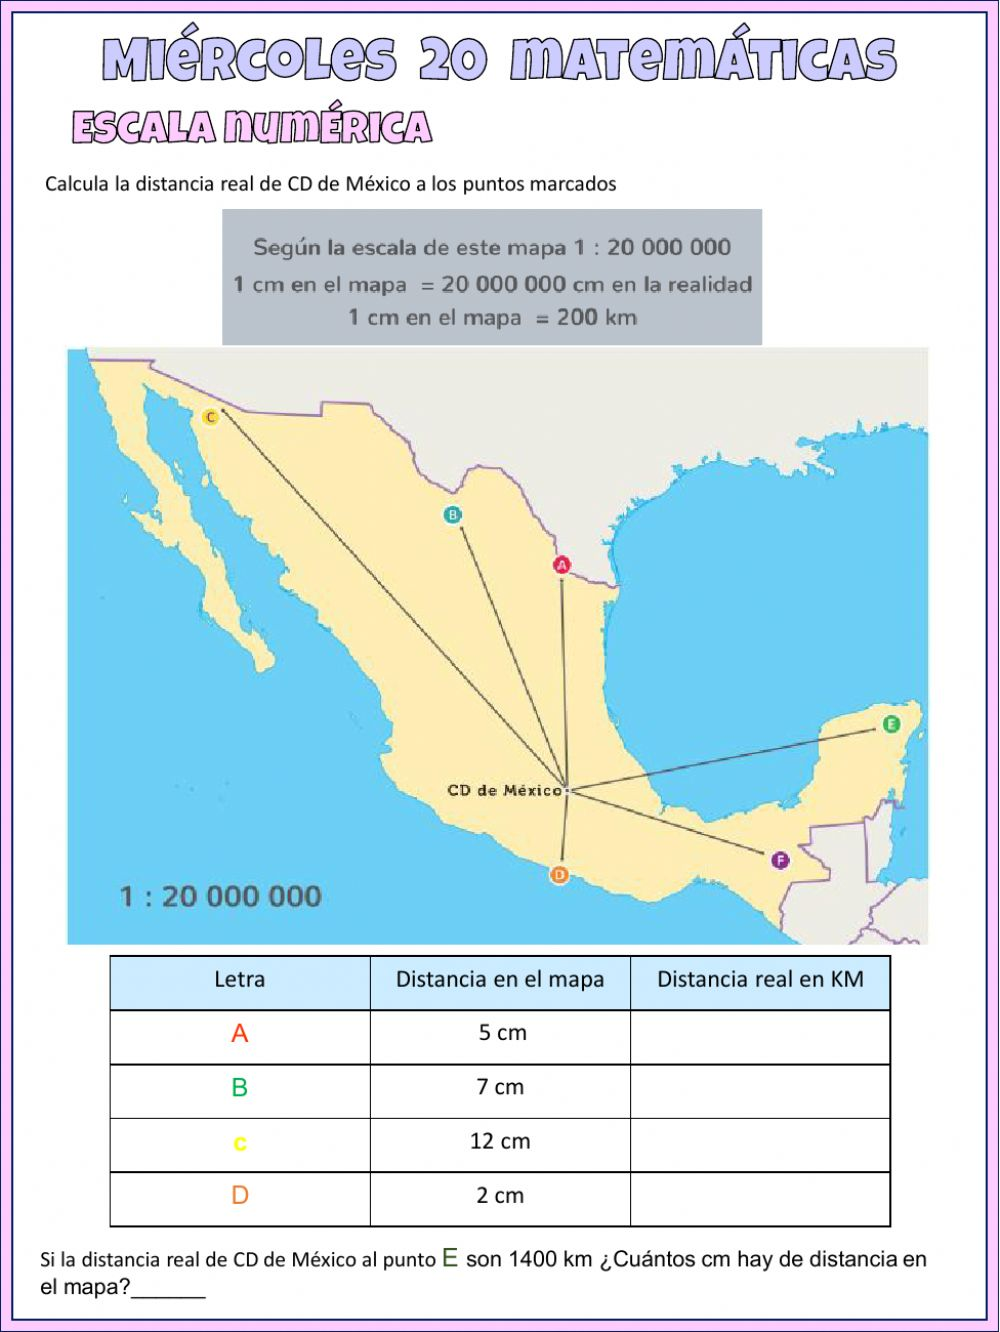 Miércoles 20 matemáticas
Escala numérica
Calcula la distancia real de CD de México a los puntos marcados
Según la escala de este mapa 1 : 20 000 000
1 cm en el mapa = 20 000 000 cm en la realidad
1 cm en el mapa = 200 km
C
B
A
E
CD de México
F
D
1 : 20 000 000
Letra Distancia en el mapa Distancia real en KM
A 5 cm
B 7 cm
c 12 cm
D 2 cm
Si la distancia real de CD de México al punto E son 1400 km ¿Cuántos cm hay de distancia en
el mapa?______